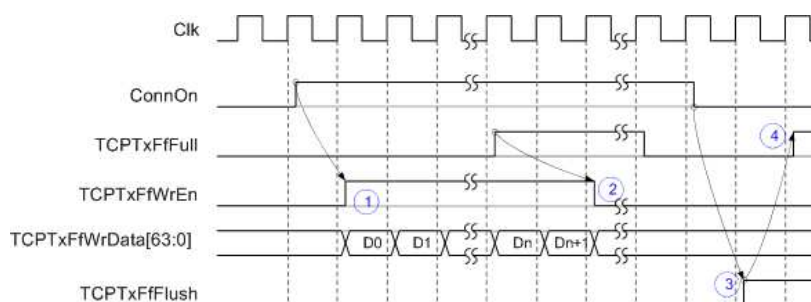 Clk
ConnOn
TCPTxFfFull
4
TCPTxFfWrEn
1
2
TCPTxFfWrData[63:0]
D0 D1 Dn Dn+1
TCPTxFfFlush
3